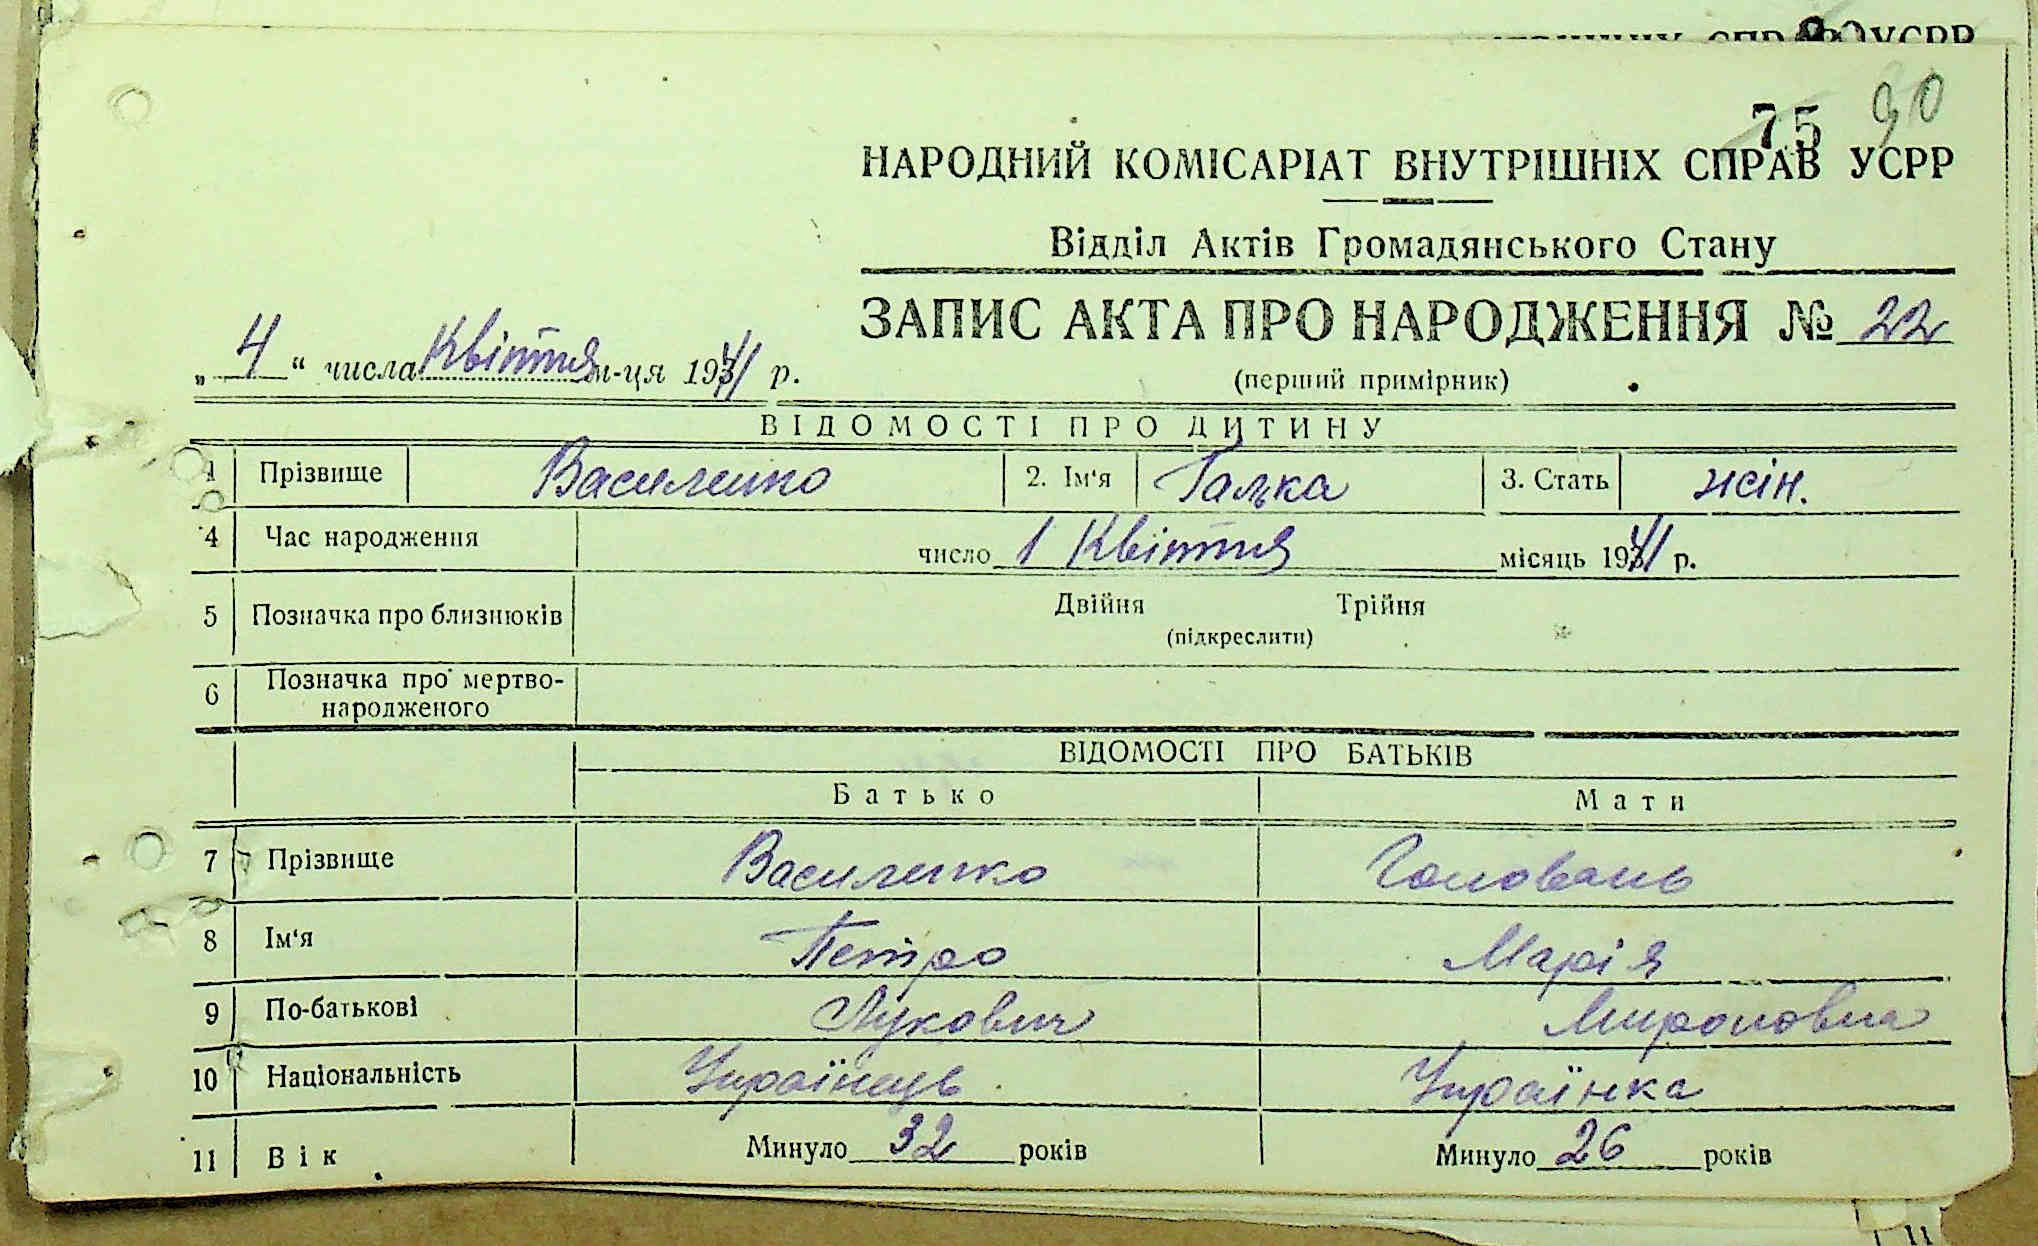 75 90
НАРОДНИЙ КОМІСАРІАТ ВНУТРІШНІХ СПРАВ УСРР
Відділ Актів Громадянського Стану
ЗАПИС АКТА ПРО НАРОДЖЕННЯ № 22
„ 4 “ числа Квітня м-ця 1941 р.
(перший примірник)
ВІДОМОСТІ ПРО ДИТИНУ
1 Прізвище Василенко 2. Ім‘я Галька 3. Стать жін.
4 Час народження число 1 Квітня місяць 1941 р.
5 Позначка про близнюків Двійня Трійня
(підкреслити)
6 Позначка про мертво-
народженого
ВІДОМОСТІ ПРО БАТЬКІВ
Батько Мати
7 Прізвище Василенко Головань
8 Ім‘я Петро Марія
9 По-батькові Лукович Мироновна
10 Національність Українець Українка
11 Вік Минуло 32 років Минуло 26 років